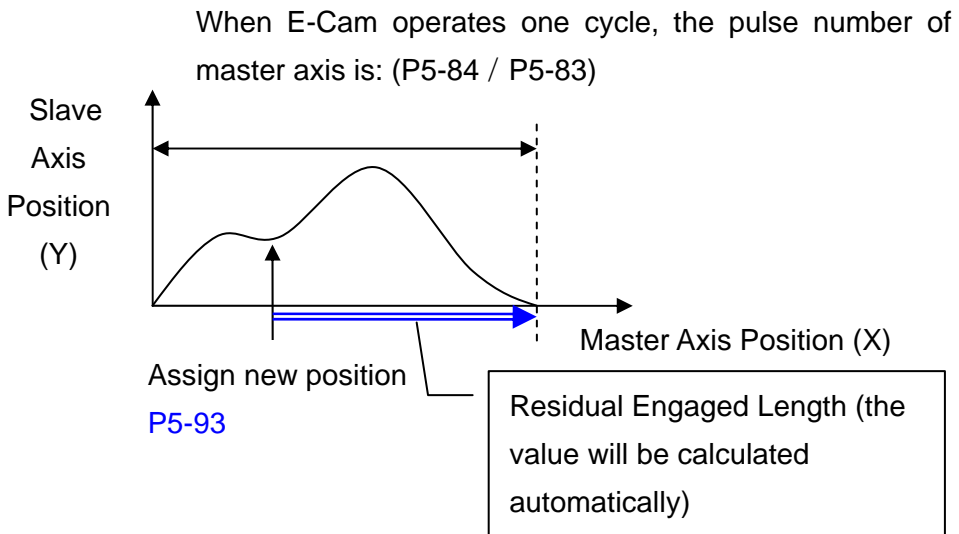 When E-Cam operates one cycle, the pulse number of
master axis is: (P5-84 / P5-83)
Slave
Axis
Position
(Y)
Master Axis Position (X)
Assign new position
P5-93
Residual Engaged Length (the
value will be calculated
automatically)